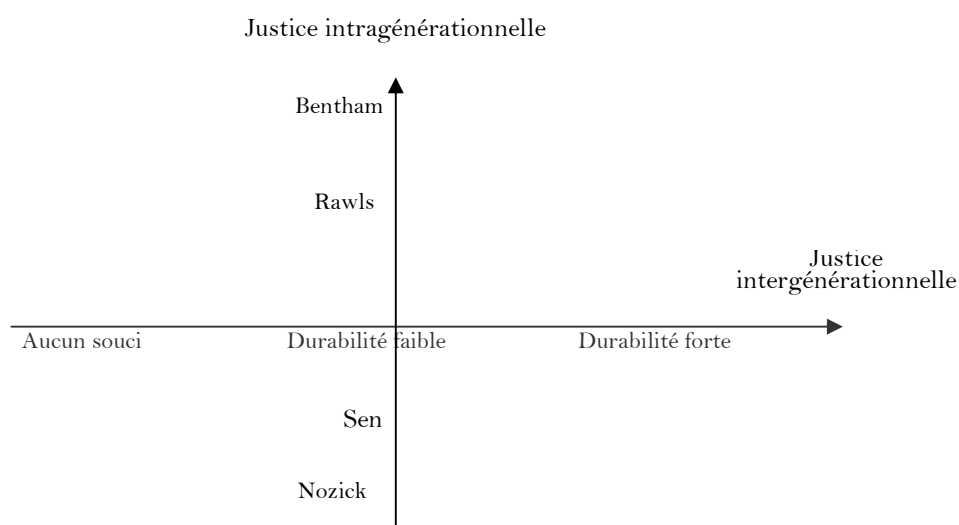 Justice intragénérationnelle
Bentham
Rawls
Justice
intergénérationnelle
Aucun souci
Durabilité faible
Durabilité forte
Sen
Nozick